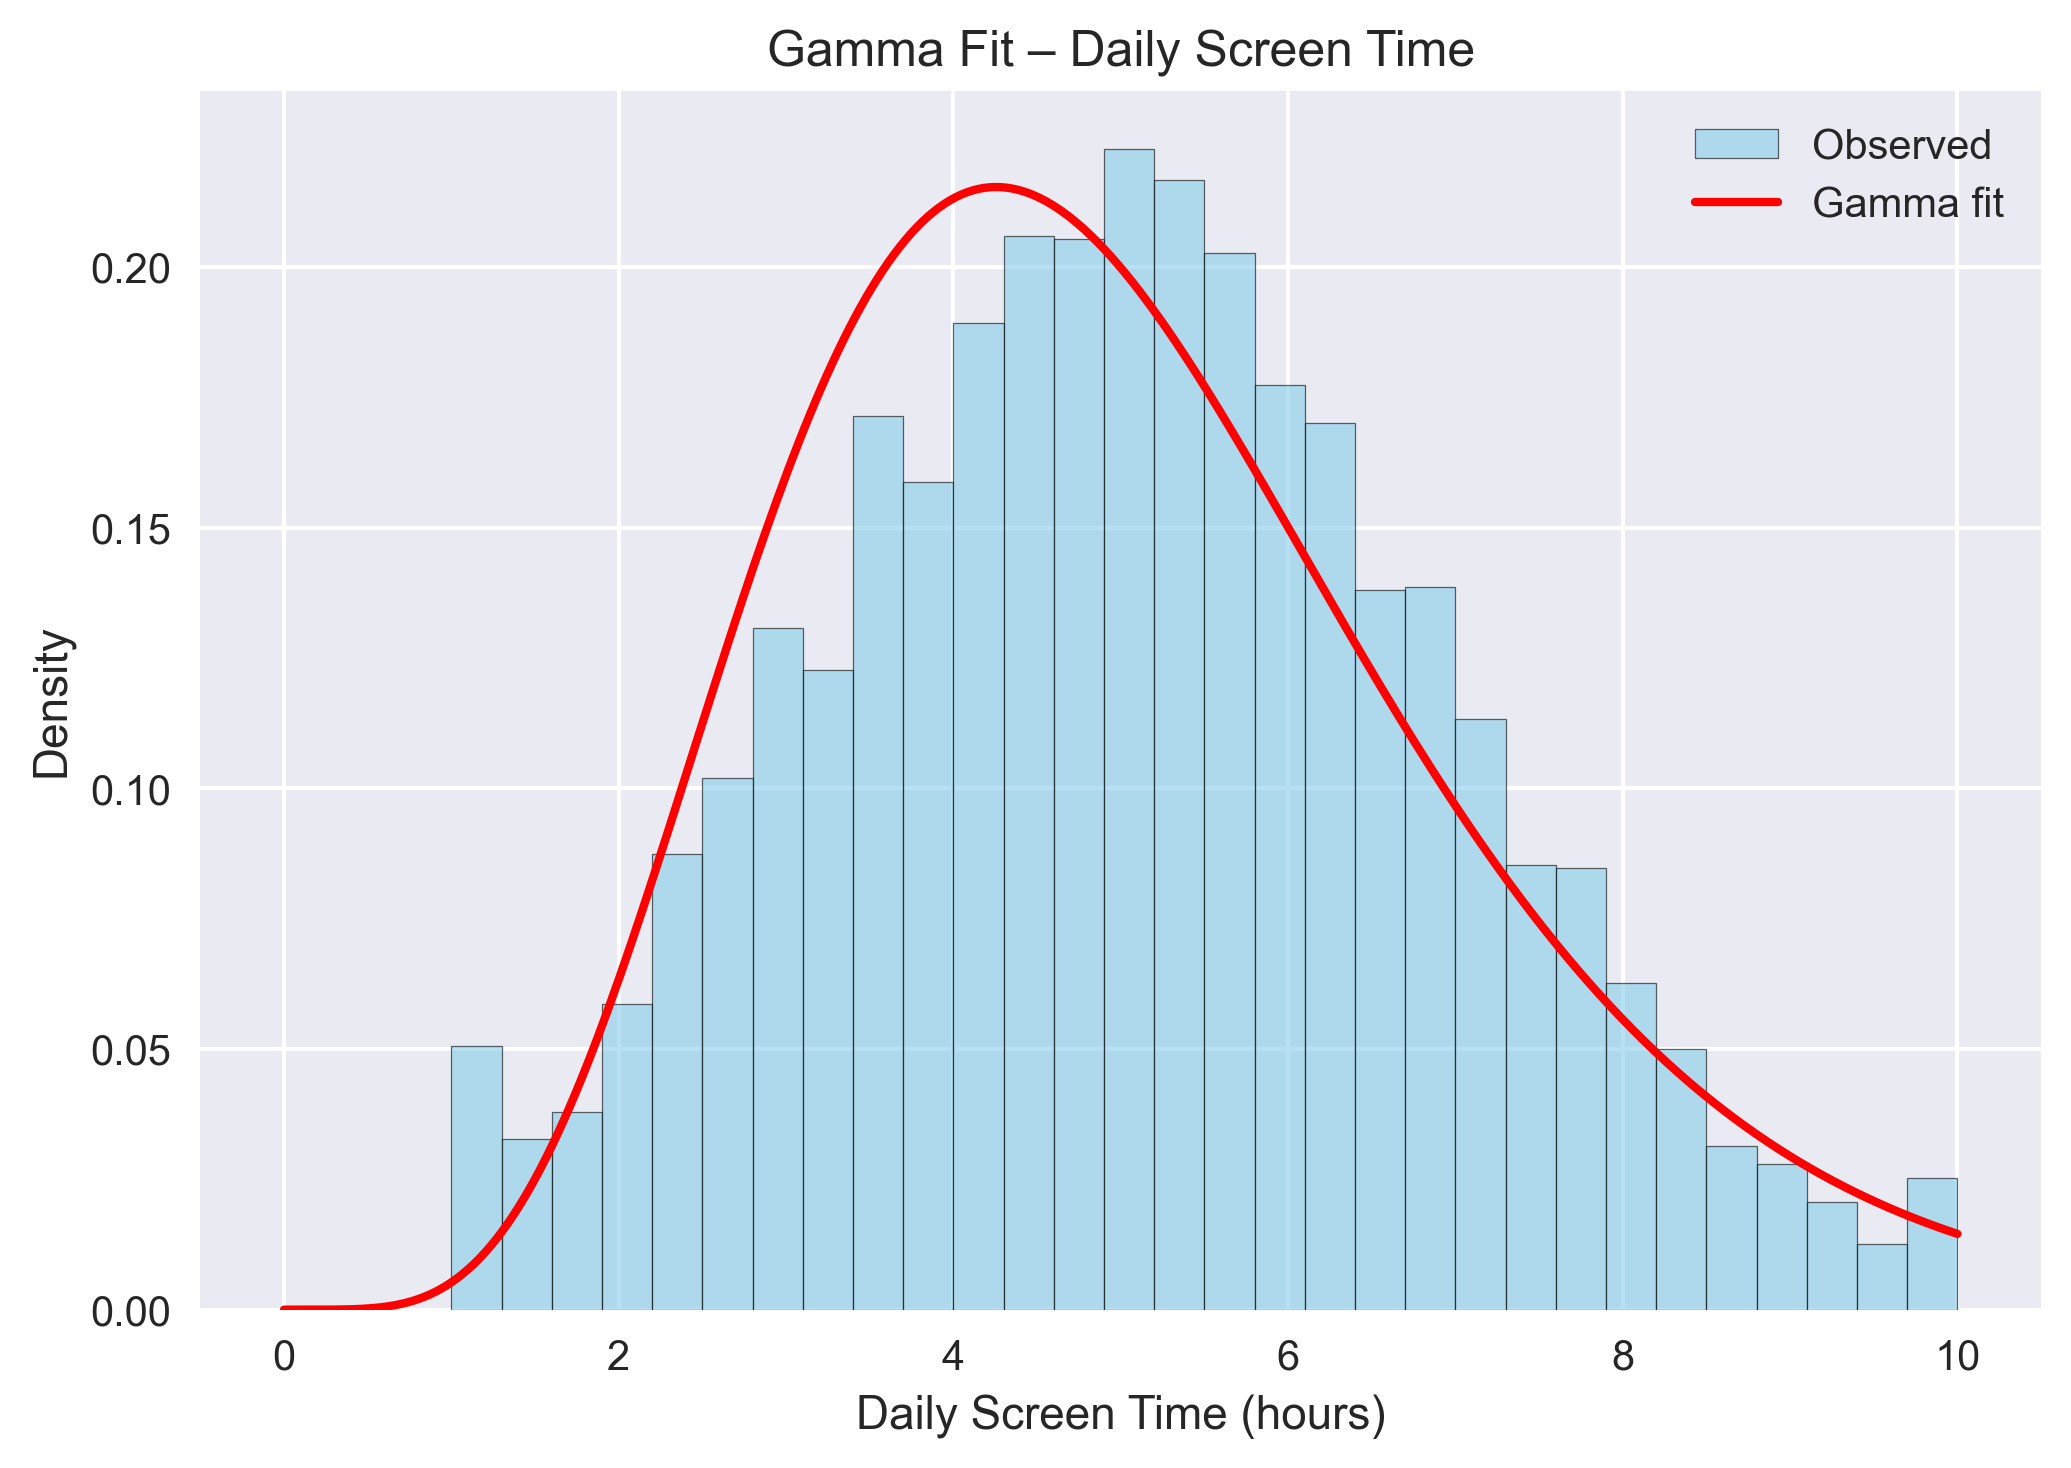 Gamma Fit – Daily Screen Time
Observed
Gamma fit
0.20
0.15
0.10
0.05
0.00
Density
0 2 4 6 8 10
Daily Screen Time (hours)